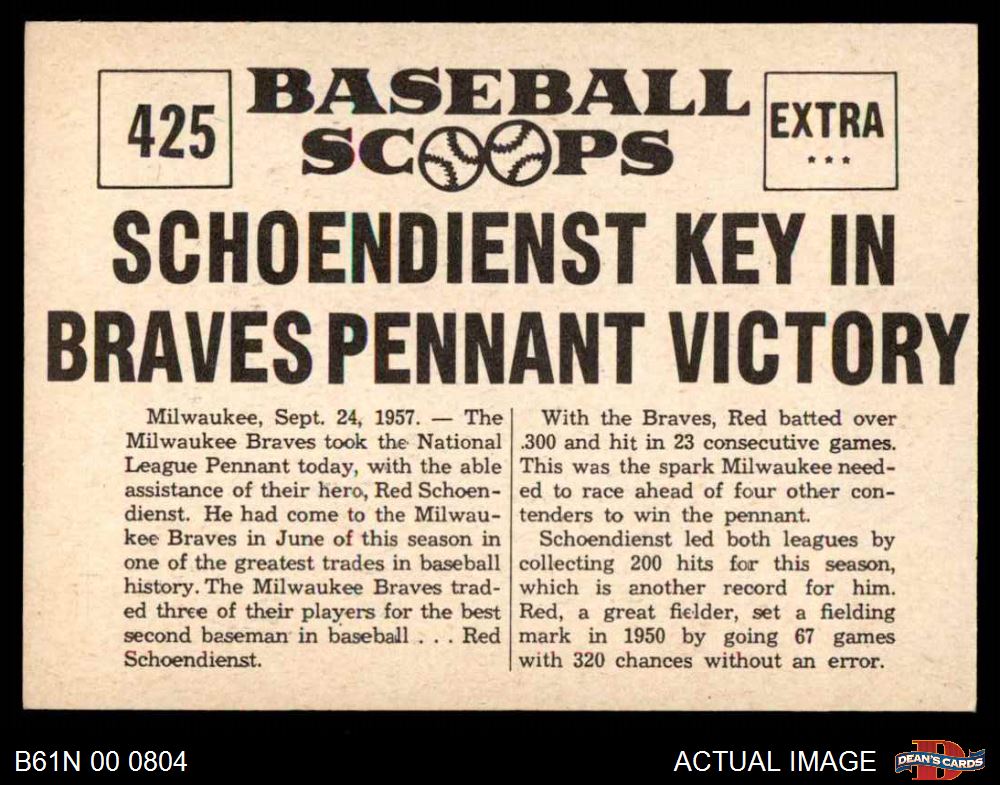 425
BASEBALL
SCOOPS
EXTRA
***
SCHOENDIENST KEY IN
BRAVES PENNANT VICTORY
Milwaukee, Sept. 24, 1957. — The
Milwaukee Braves took the National
League Pennant today, with the able
assistance of their hero, Red Schoen-
dienst. He had come to the Milwau-
kee Braves in June of this season in
one of the greatest trades in baseball
history. The Milwaukee Braves trad-
ed three of their players for the best
second baseman in baseball . . . Red
Schoendienst.
With the Braves, Red batted over
.300 and hit in 23 consecutive games.
This was the spark Milwaukee need-
ed to race ahead of four other con-
tenders to win the pennant.
Schoendienst led both leagues by
collecting 200 hits for this season,
which is another record for him.
Red, a great fielder, set a fielding
mark in 1950 by going 67 games
with 320 chances without an error.
B61N 00 0804
ACTUAL IMAGE
D
DEAN'S CARDS